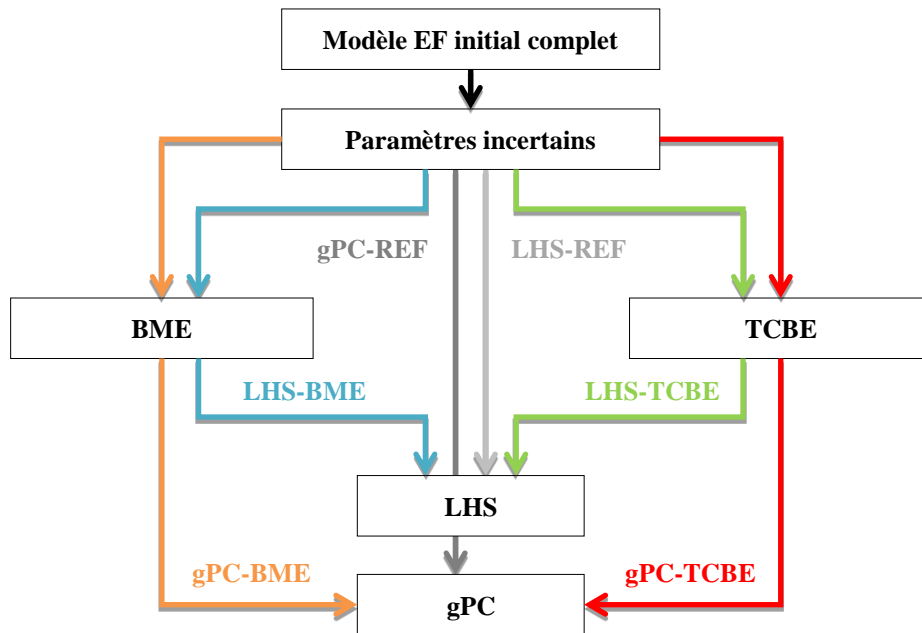 Modèle EF initial complet
Paramètres incertains
gPC-REF
LHS-REF
BME
TCBE
LHS-BME
LHS-TCBE
LHS
gPC-BME
gPC-TCBE
gPC